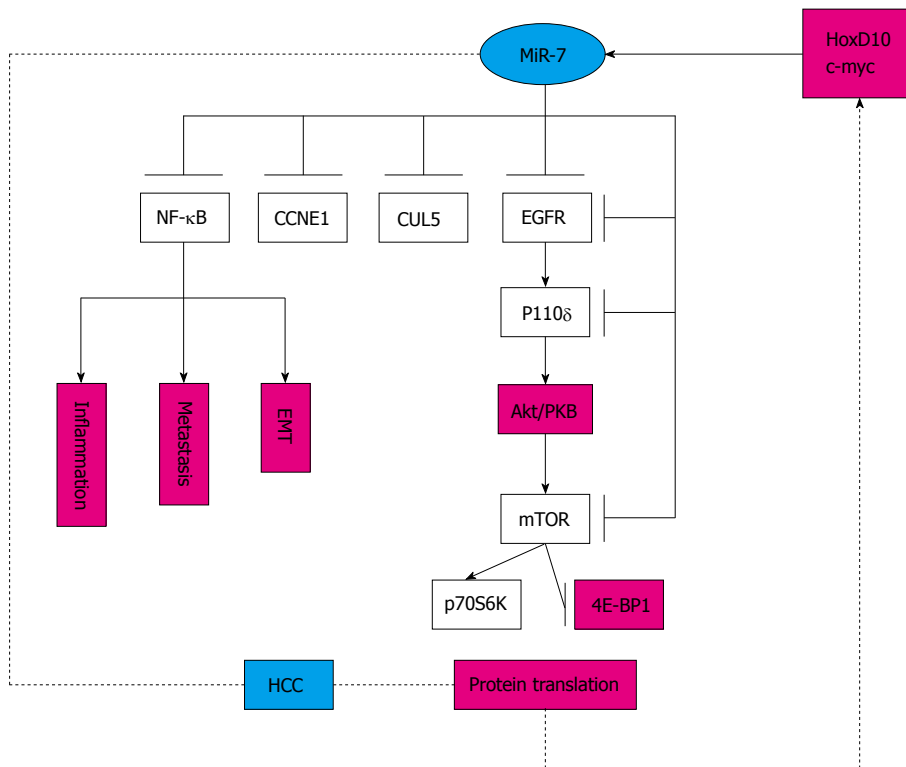 MiR-7
HoxD10
c-myc
NF-κB
CCNE1
CUL5
EGFR
P110δ
Inflammation
Metastasis
EMT
Akt/PKB
mTOR
p70S6K
4E-BP1
HCC
Protein translation